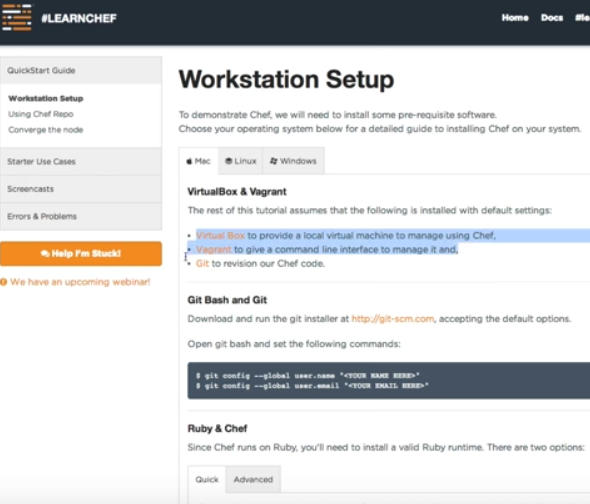 #LEARNCHEF
Home Docs
QuickStart Guide
Workstation Setup
Using Chef Repo
Converge the node
Starter Use Cases
Screencasts
Errors & Problems
Help I'm Stuck!
We have an upcoming webinar!
Workstation Setup
To demonstrate Chef, we will need to install some pre-requisite software.
Choose your operating system below for a detailed guide to installing Chef on your system.
Mac Linux Windows
VirtualBox & Vagrant
The rest of this tutorial assumes that the following is installed with default settings:
• Virtual Box to provide a local virtual machine to manage using Chef,
• Vagrant to give a command line interface to manage it and,
• Git to revision our Chef code.
Git Bash and Git
Download and run the git installer at http://git-scm.com, accepting the default options.
Open git bash and set the following commands:
$ git config --global user.name "<YOUR NAME HERE>"
$ git config --global user.email "<YOUR EMAIL HERE>"
Ruby & Chef
Since Chef runs on Ruby, you'll need to install a valid Ruby runtime. There are two options:
Quick Advanced